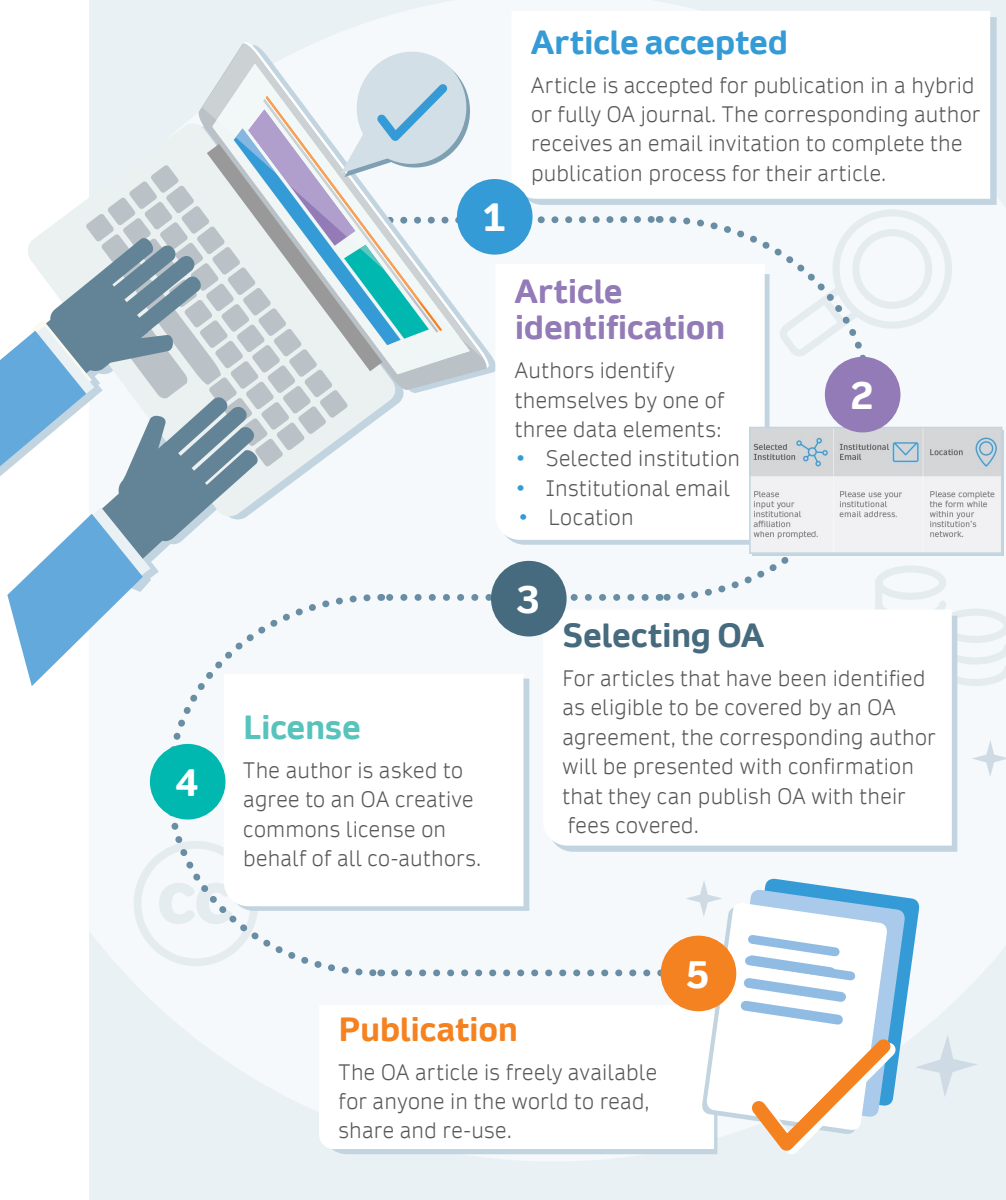 Article accepted
Article is accepted for publication in a hybrid
or fully OA journal. The corresponding author
receives an email invitation to complete the
publication process for their article.
1
Article
identification
Authors identify
themselves by one of
three data elements:
• Selected institution
• Institutional email
• Location
2
Selected
Institution
Institutional
Email
Location
Please
input your
institutional
affiliation
when prompted.
Please use your
institutional
email address.
Please complete
the form while
within your
institution's
network.
3
Selecting OA
For articles that have been identified
as eligible to be covered by an OA
agreement, the corresponding author
will be presented with confirmation
that they can publish OA with their
fees covered.
4
License
The author is asked to
agree to an OA creative
commons license on
behalf of all co-authors.
cc
5
Publication
The OA article is freely available
for anyone in the world to read,
share and re-use.